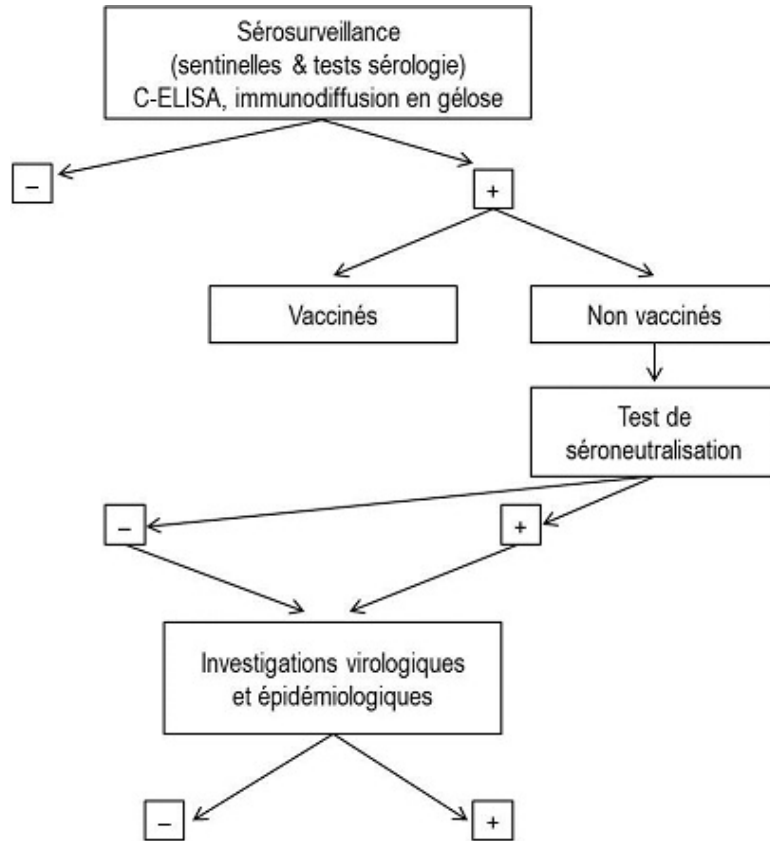 Sérosurveillance
(sentinelles & tests sérologie)
C-ELISA, immunodiffusion en gélose
–
+
Vaccinés
Non vaccinés
Test de
séroneutralisation
–
+
Investigations virologiques
et épidémiologiques
–
+